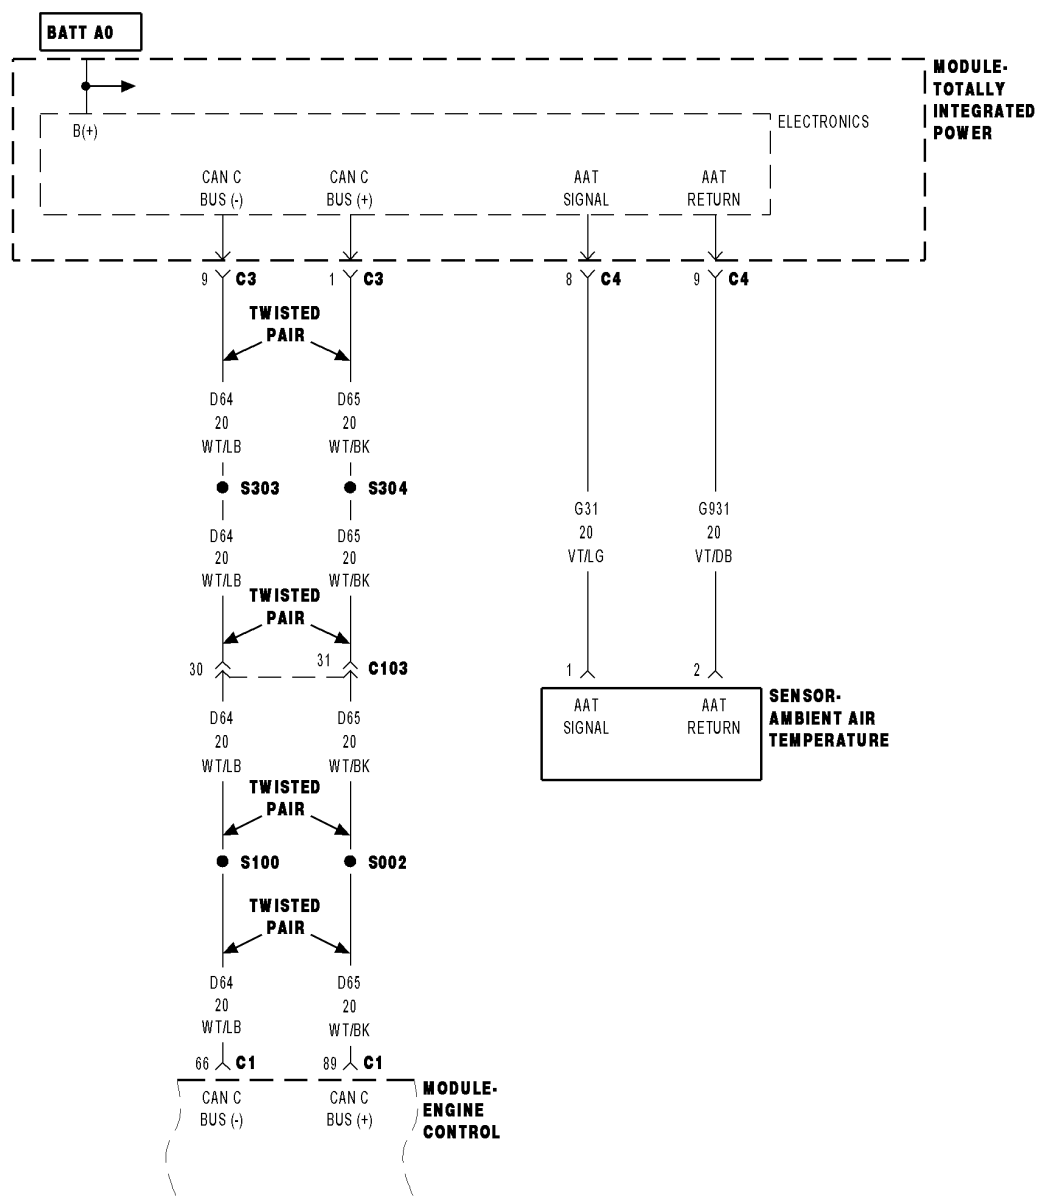 BATT A0
MODULE-
TOTALLY
INTEGRATED
POWER
B(+)
ELECTRONICS
CAN C
BUS (-)
CAN C
BUS (+)
AAT
SIGNAL
AAT
RETURN
9 C3
1 C3
8 C4
9 C4
TWISTED
PAIR
D64
20
WT/LB
D65
20
WT/BK
S303
S304
G31
20
VT/LG
G931
20
VT/DB
D64
20
WT/LB
D65
20
WT/BK
TWISTED
PAIR
30
31
C103
1
2
AAT
SIGNAL
AAT
RETURN
SENSOR-
AMBIENT AIR
TEMPERATURE
D64
20
WT/LB
D65
20
WT/BK
TWISTED
PAIR
S100
S002
TWISTED
PAIR
D64
20
WT/LB
D65
20
WT/BK
66 C1
89 C1
CAN C
BUS (-)
CAN C
BUS (+)
MODULE-
ENGINE
CONTROL